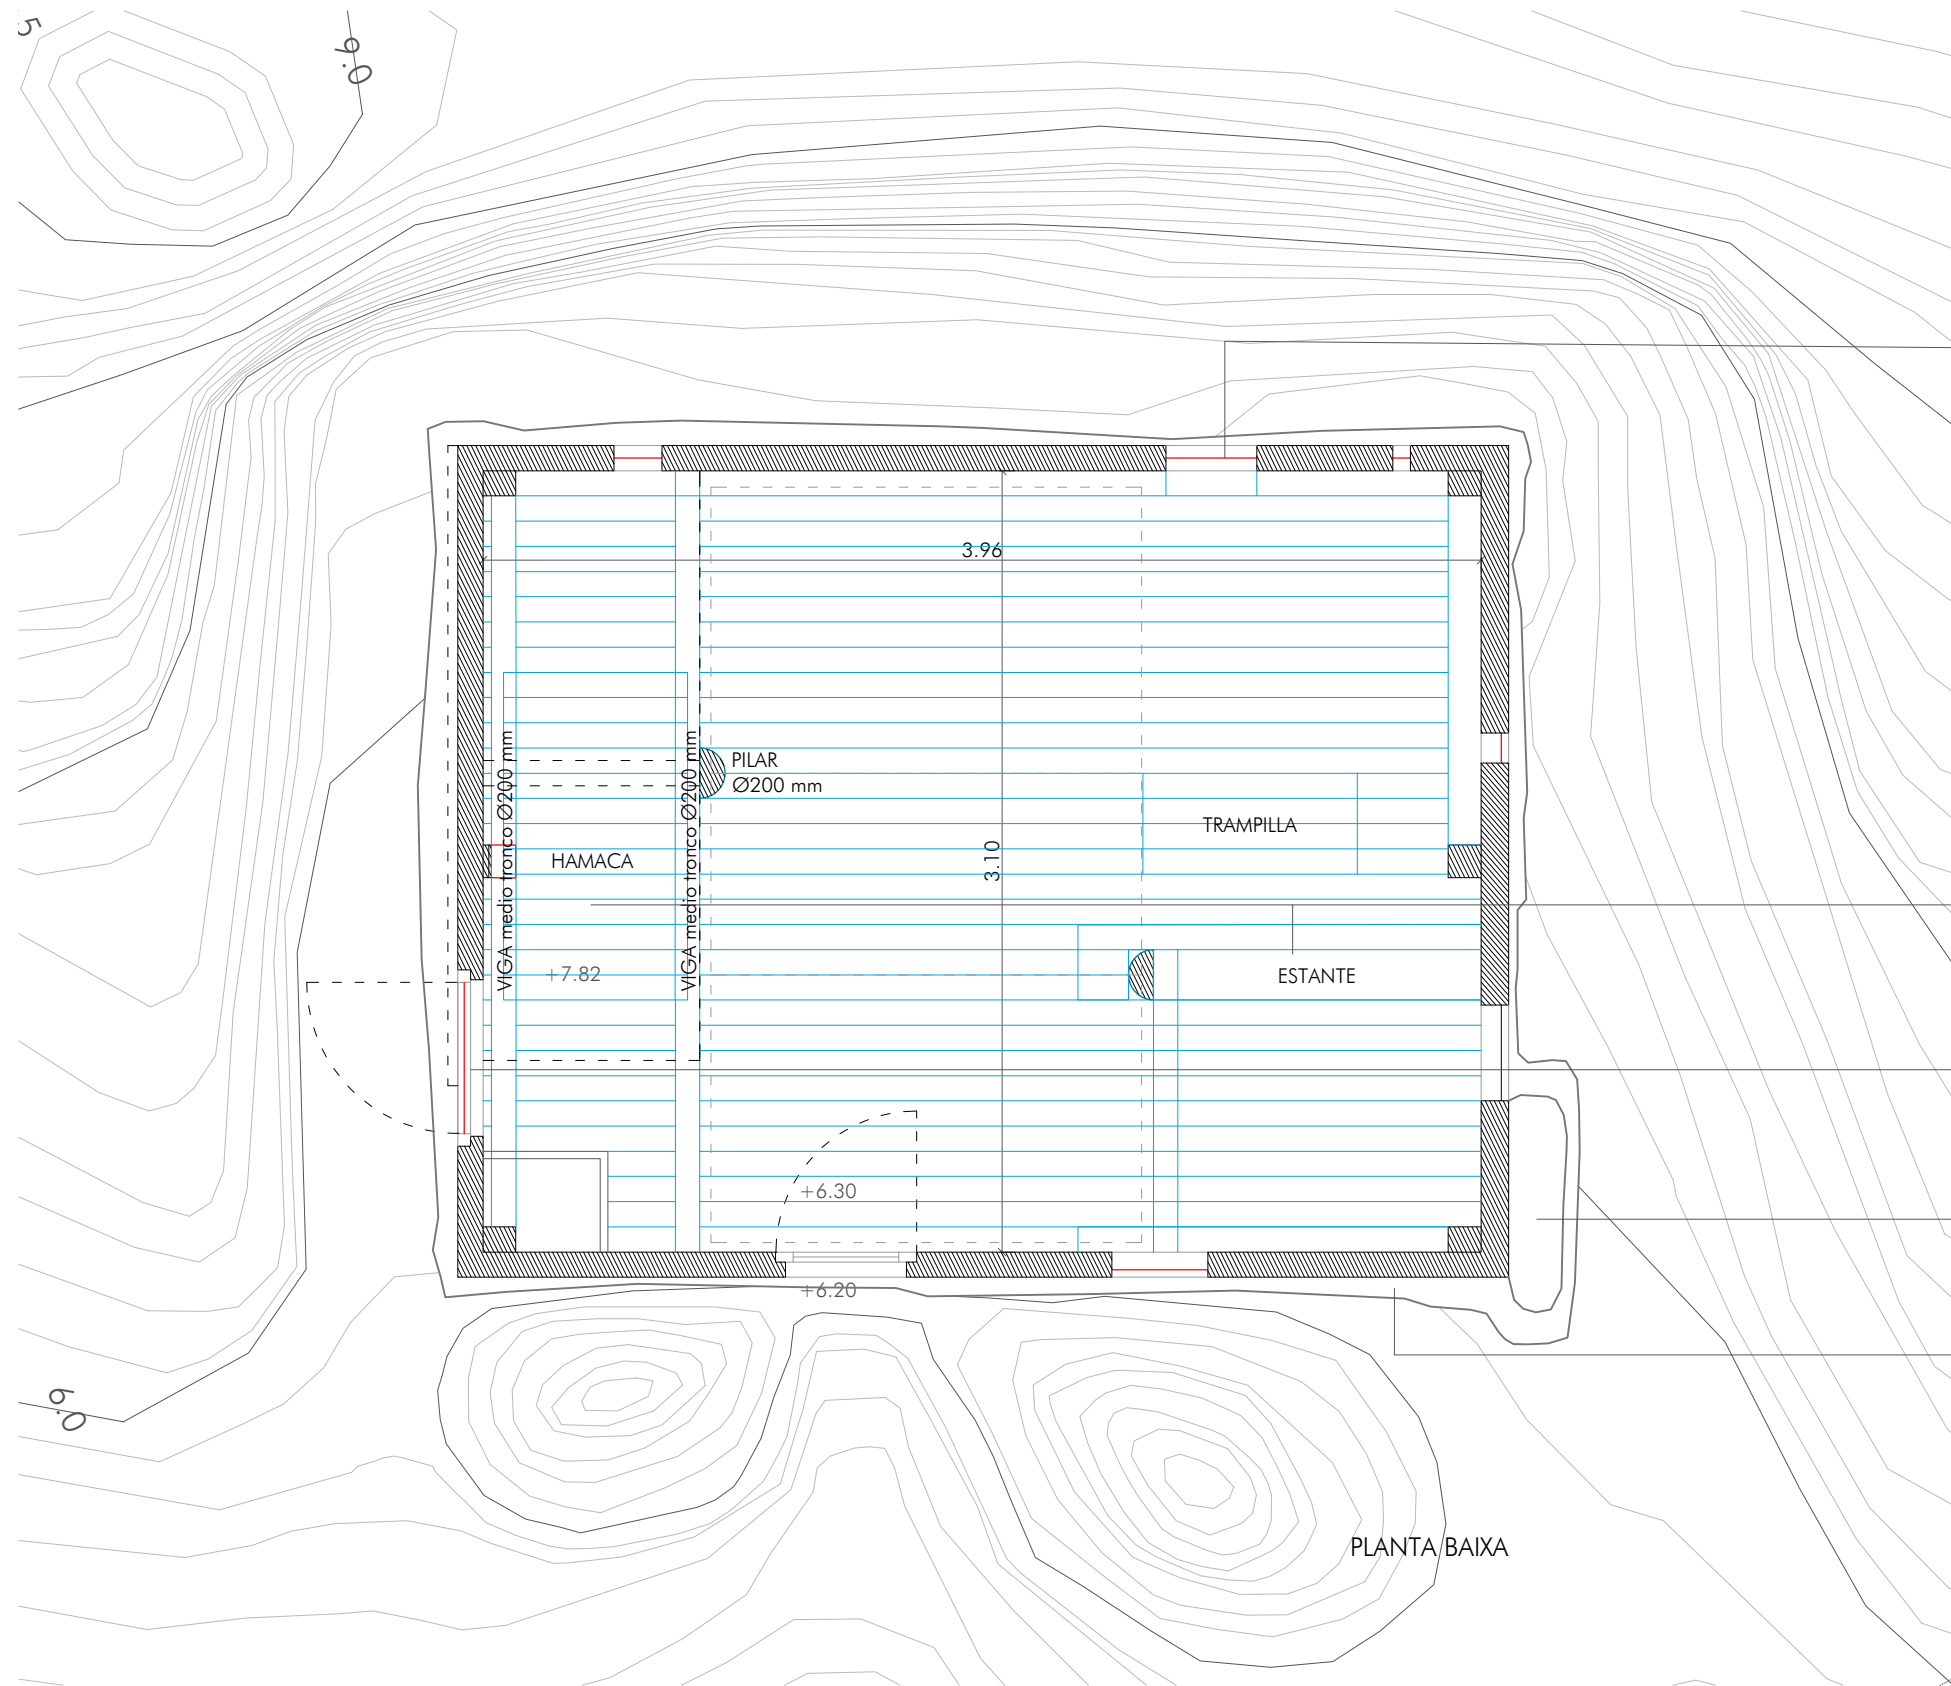 5
9.0
3.96
VIGA medio tronco Ø200 mm
VIGA medio tronco Ø200 mm
PILAR
Ø200 mm
TRAMPILLA
HAMACA
3.10
+7.82
ESTANTE
+6.30
+6.20
6.0
PLANTA BAIXA